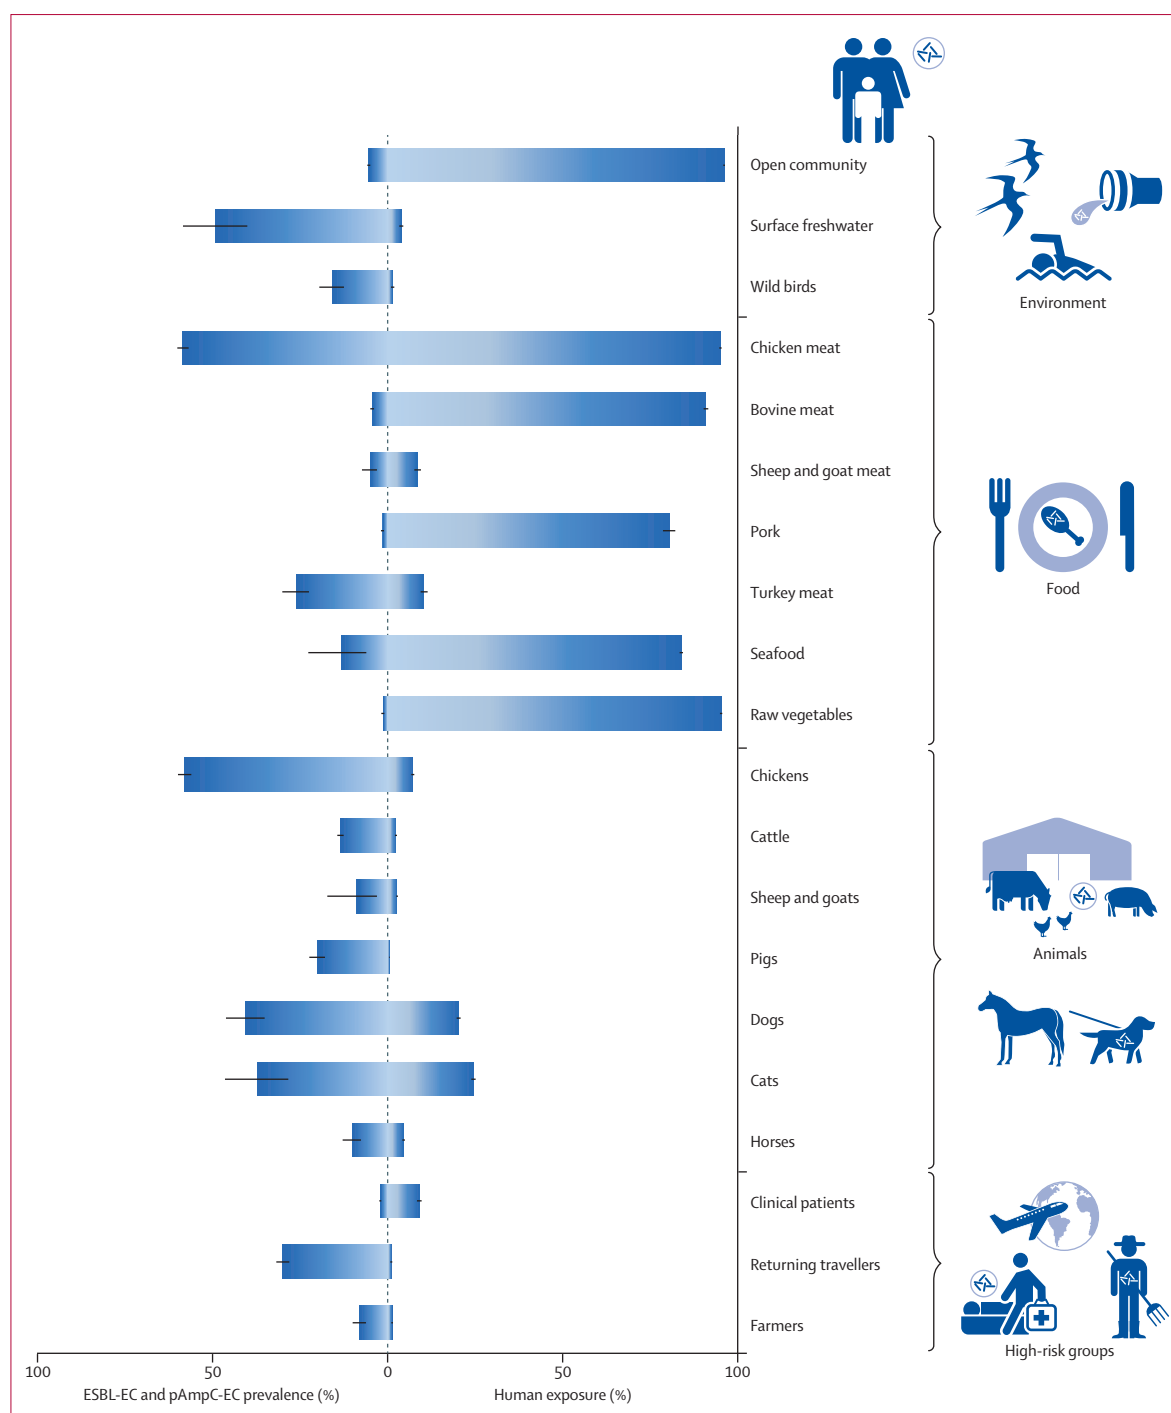 Open community
Surface freshwater
Wild birds
Environment
Chicken meat
Bovine meat
Sheep and goat meat
Pork
Turkey meat
Food
Seafood
Raw vegetables
Chickens
Cattle
Sheep and goats
Pigs
Animals
Dogs
Cats
Horses
Clinical patients
Returning travellers
Farmers
High-risk groups
100 50 0 50 100
ESBL-EC and pAmpC-EC prevalence (%) Human exposure (%)